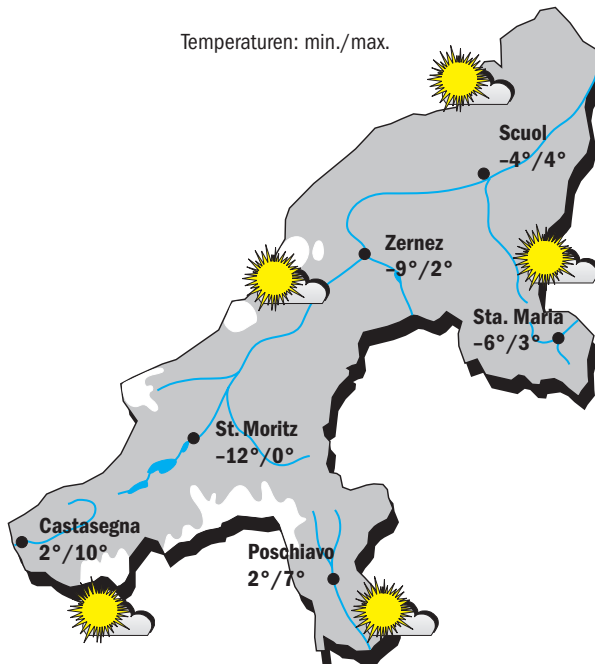 Temperaturen: min./max.
Scuol
–4°/4°
Zernez
–9°/2°
Sta. Maria
–6°/3°
St. Moritz
–12°/0°
Castasegna
2°/10°
Poschiavo
2°/7°